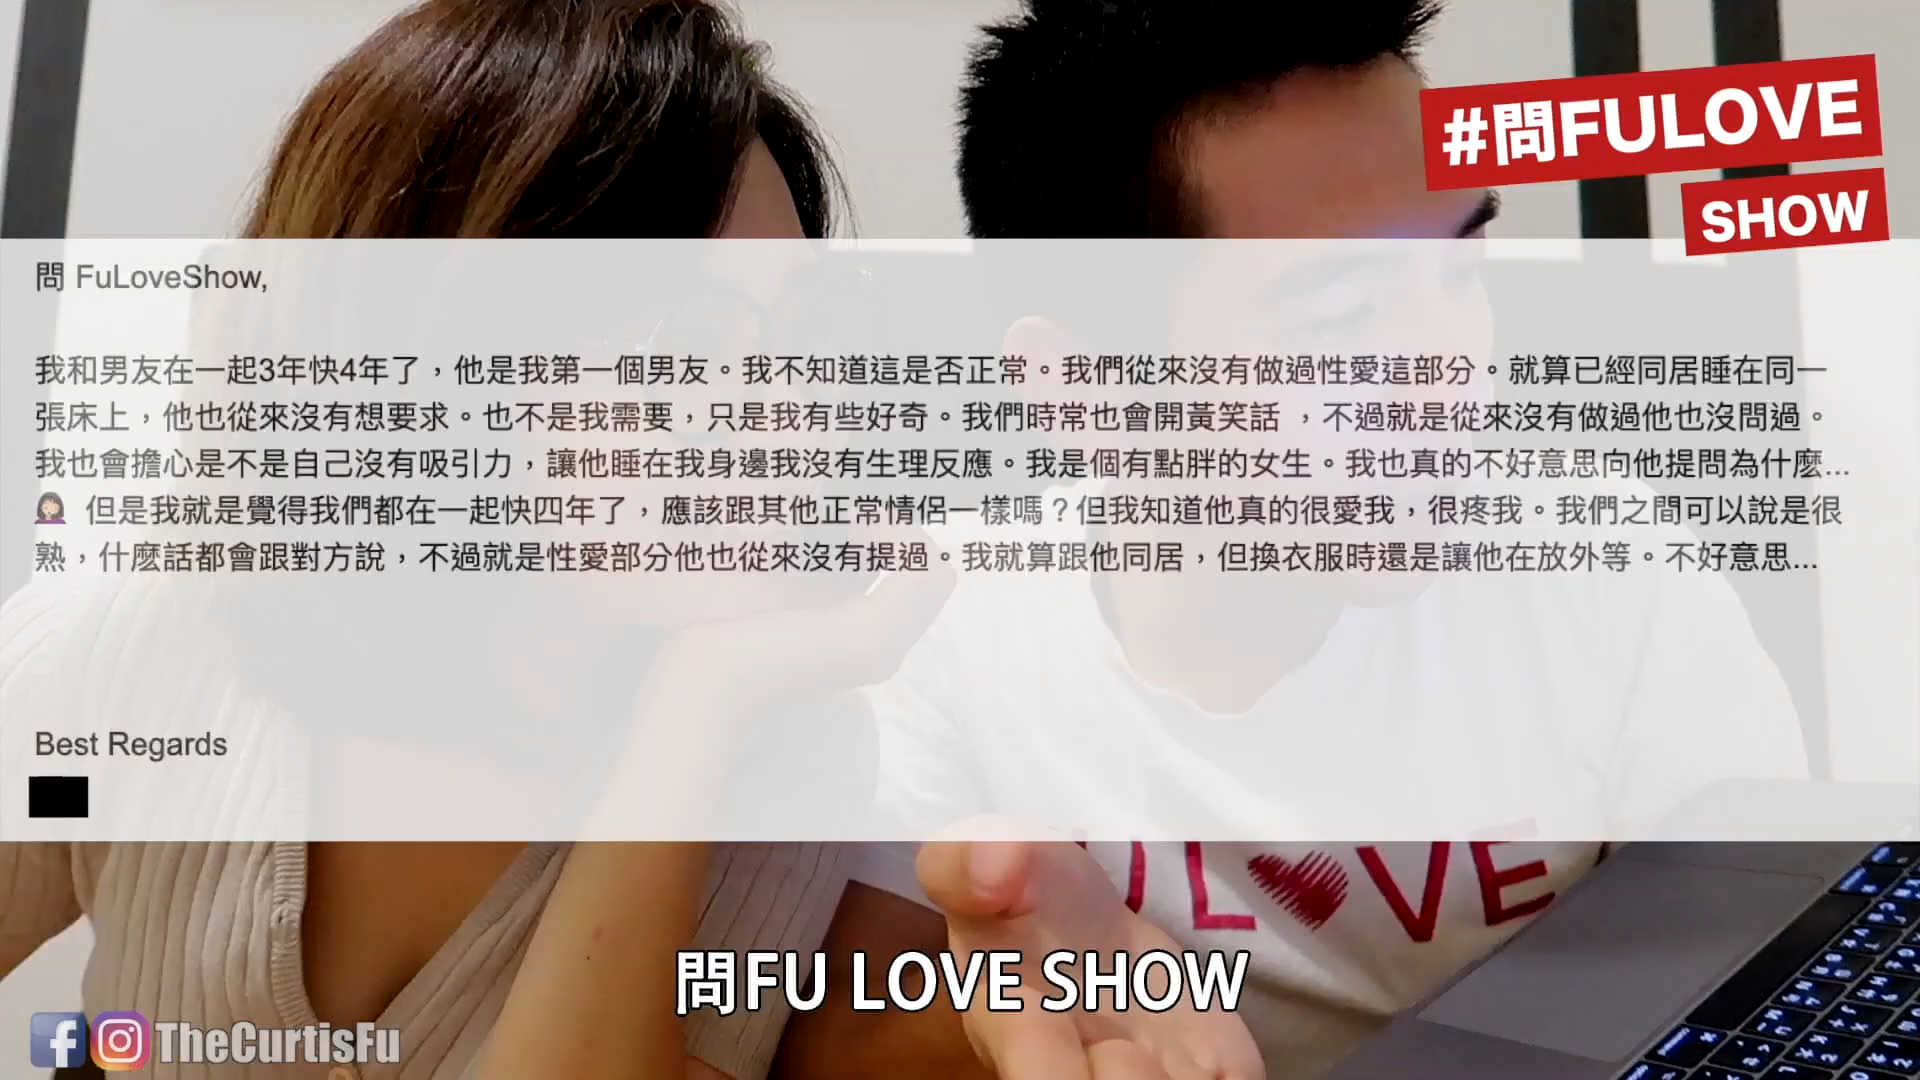 #問FULOVE
SHOW
問 FuLoveShow,
我和男友在一起3年快4年了，他是我第一個男友。我不知道這是否正常。我們從來沒有做過性愛這部分。就算已經同居睡在同一
張床上，他也從來沒有想要求。也不是我需要，只是我有些好奇。我們時常也會開黃笑話 ，不過就是從來沒有做過他也沒問過。
我也會擔心是不是自己沒有吸引力，讓他睡在我身邊我沒有生理反應。我是個有點胖的女生。我也真的不好意思向他提問為什麽...
🤦🏻‍♀️ 但是我就是覺得我們都在一起快四年了，應該跟其他正常情侶一樣嗎？但我知道他真的很愛我，很疼我。我們之間可以說是很
熟，什麽話都會跟對方說，不過就是性愛部分他也從來沒有提過。我就算跟他同居，但換衣服時還是讓他在放外等。不好意思...
Best Regards
U L♥VE
問FU LOVE SHOW
TheCurtisFu